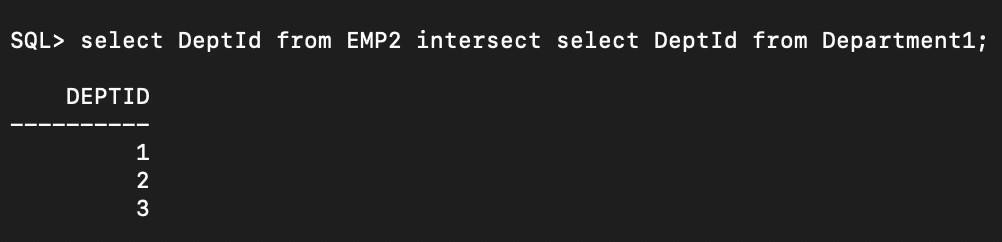 SQL> select DeptId from EMP2 intersect select DeptId from Department1;
DEPTID
----------
1
2
3